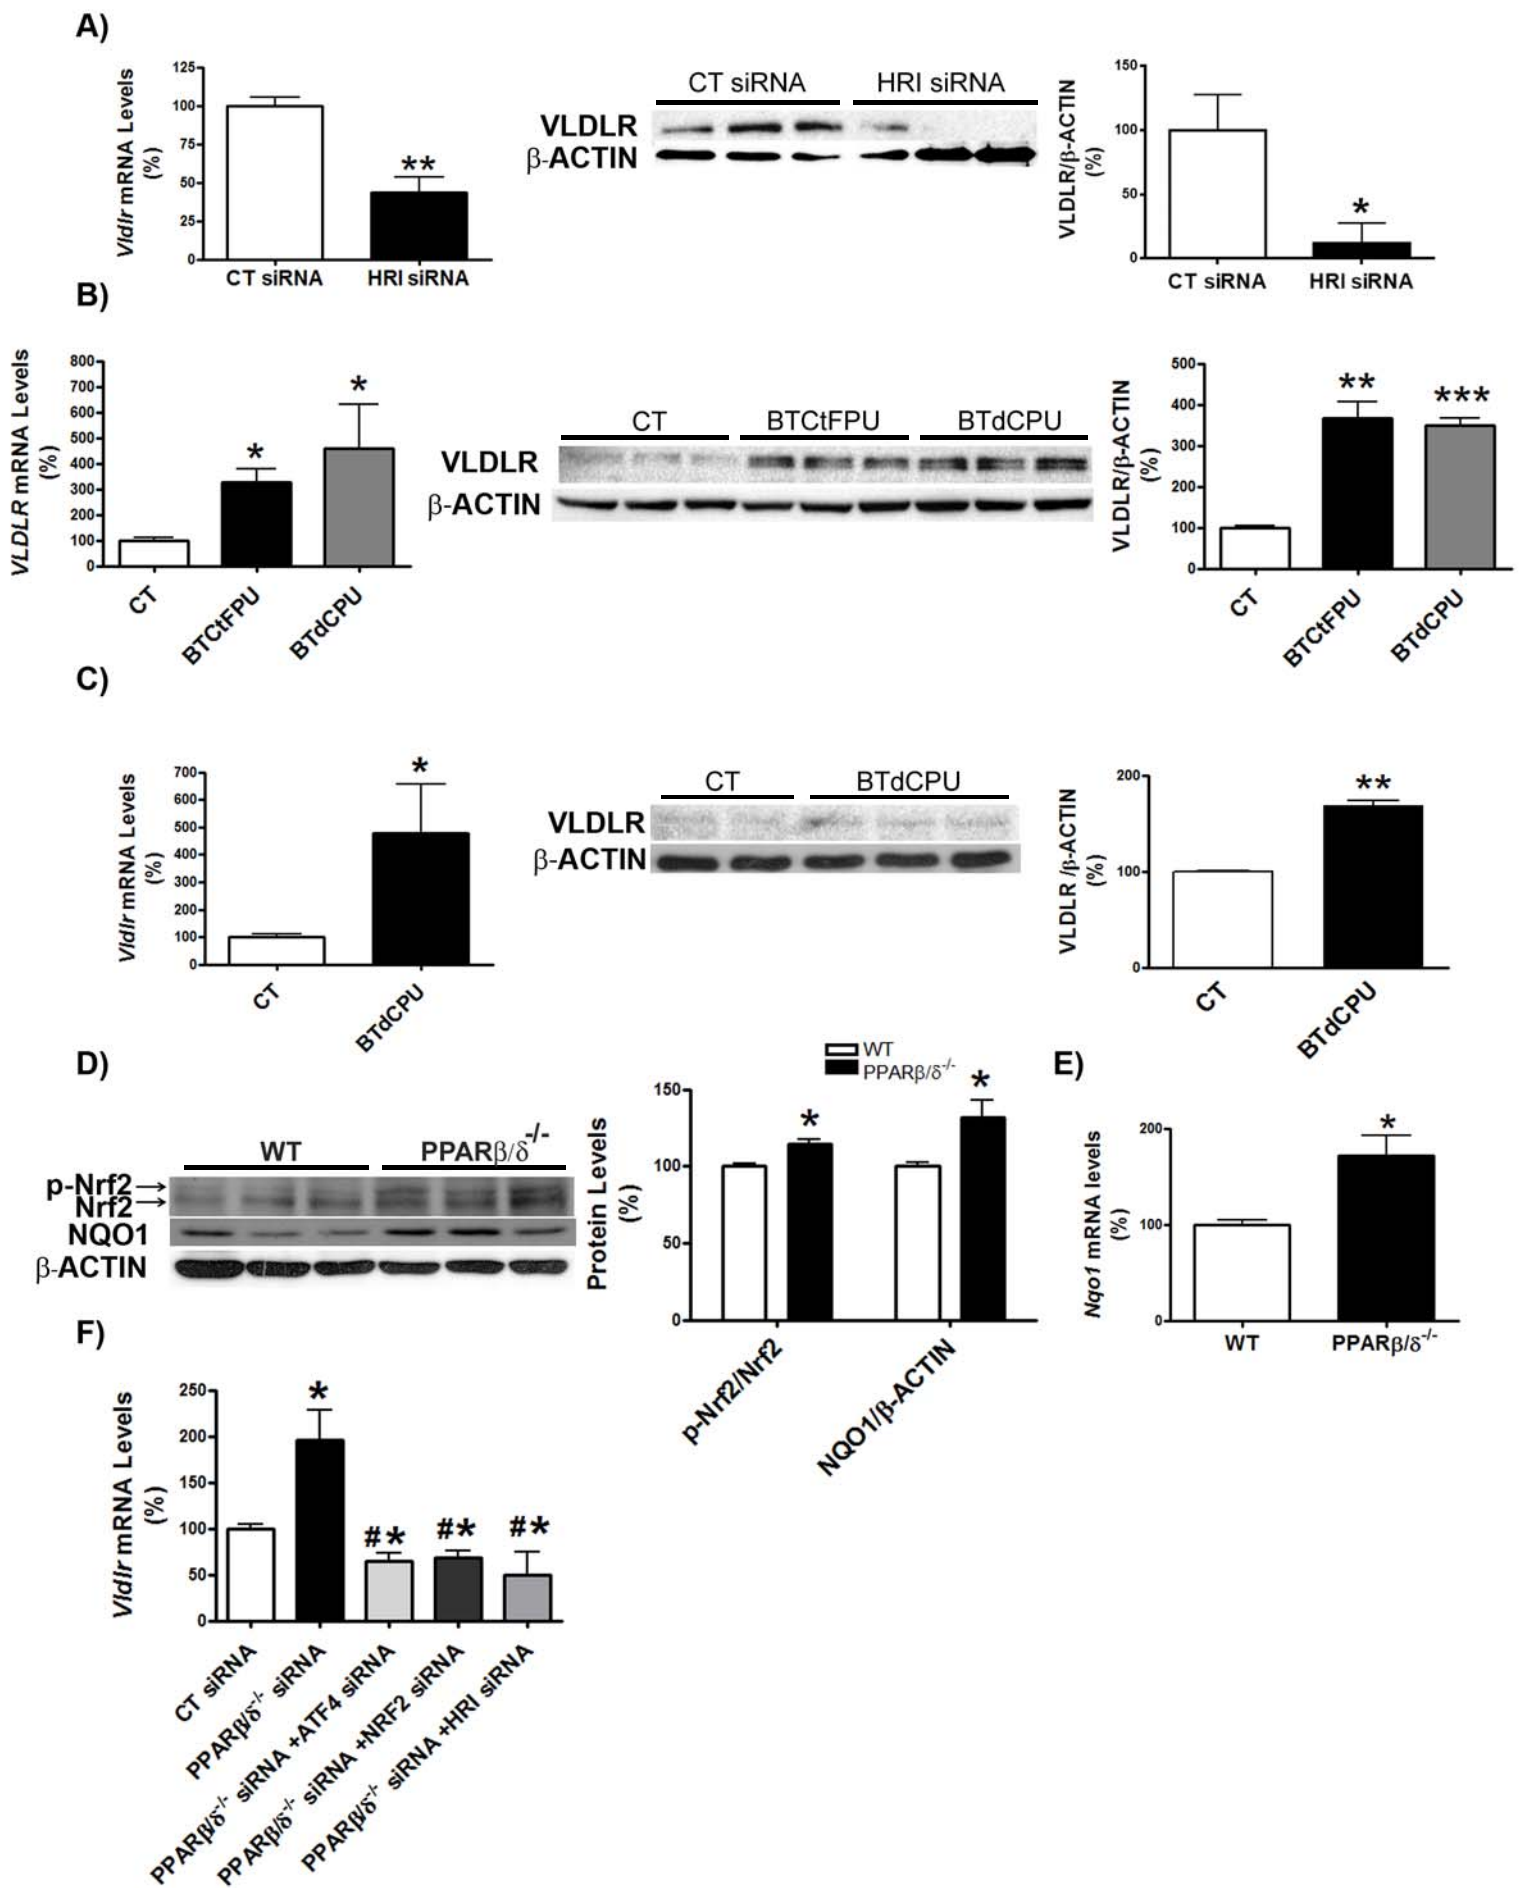 A)
Vldlr mRNA Levels
(%)
125
100
75
50
25
0
**
CT siRNA
HRI siRNA
CT siRNA
HRI siRNA
VLDLR
β-ACTIN
VLDLR/β-ACTIN
(%)
150
100
50
0
*
CT siRNA
HRI siRNA
B)
VLDLR mRNA Levels
(%)
800
700
600
500
400
300
200
100
0
*
*
CT
BTCtFPU
BTdCPU
CT
BTCtFPU
BTdCPU
VLDLR
β-ACTIN
VLDLR/β-ACTIN
(%)
500
400
300
200
100
0
**
***
CT
BTCtFPU
BTdCPU
C)
Vldlr mRNA Levels
(%)
700
600
500
400
300
200
100
0
*
CT
BTdCPU
CT
BTdCPU
VLDLR
β-ACTIN
VLDLR /β-ACTIN
(%)
200
100
0
**
CT
BTdCPU
D)
WT
PPARβ/δ-/-
p-Nrf2
Nrf2
NQO1
β-ACTIN
WT
PPARβ/δ-/-
Protein Levels
(%)
150
100
50
0
*
*
p-Nrf2/Nrf2
NQO1/β-ACTIN
E)
Nqo1 mRNA levels
(%)
200
100
0
*
WT
PPARβ/δ-/-
F)
Vldlr mRNA Levels
(%)
250
200
150
100
50
0
*
#*
#*
#*
CT siRNA
PPARβ/δ-/- siRNA
PPARβ/δ-/- siRNA +ATF4 siRNA
PPARβ/δ-/- siRNA +NRF2 siRNA
PPARβ/δ-/- siRNA +HRI siRNA